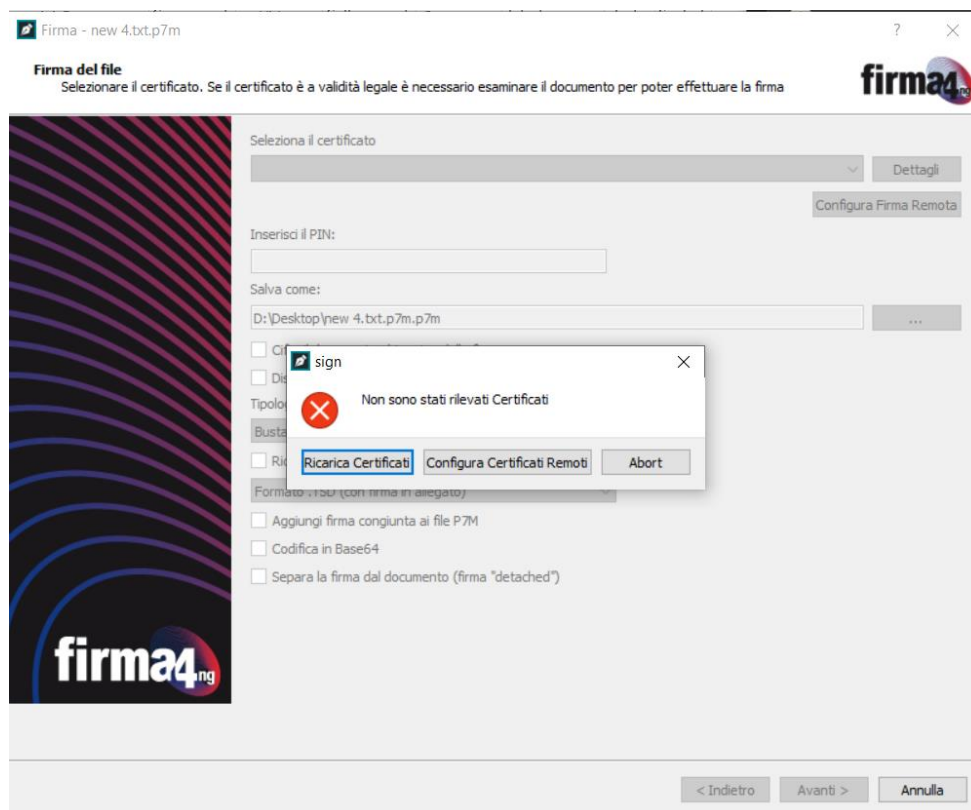 Firma - new 4.txt.p7m
?
Firma del file
Selezionare il certificato. Se il certificato è a validità legale è necessario esaminare il documento per poter effettuare la firma
firma4ng
Seleziona il certificato
Dettagli
Configura Firma Remota
Inserisci il PIN:
Salva come:
D:\Desktop\new 4.txt.p7m.p7m
...
sign
Non sono stati rilevati Certificati
Ricarica Certificati
Configura Certificati Remoti
Abort
Formato .TSD (con firma in allegato)
Aggiungi firma congiunta ai file P7M
Codifica in Base64
Separa la firma dal documento (firma "detached")
firma4ng
< Indietro
Avanti >
Annulla